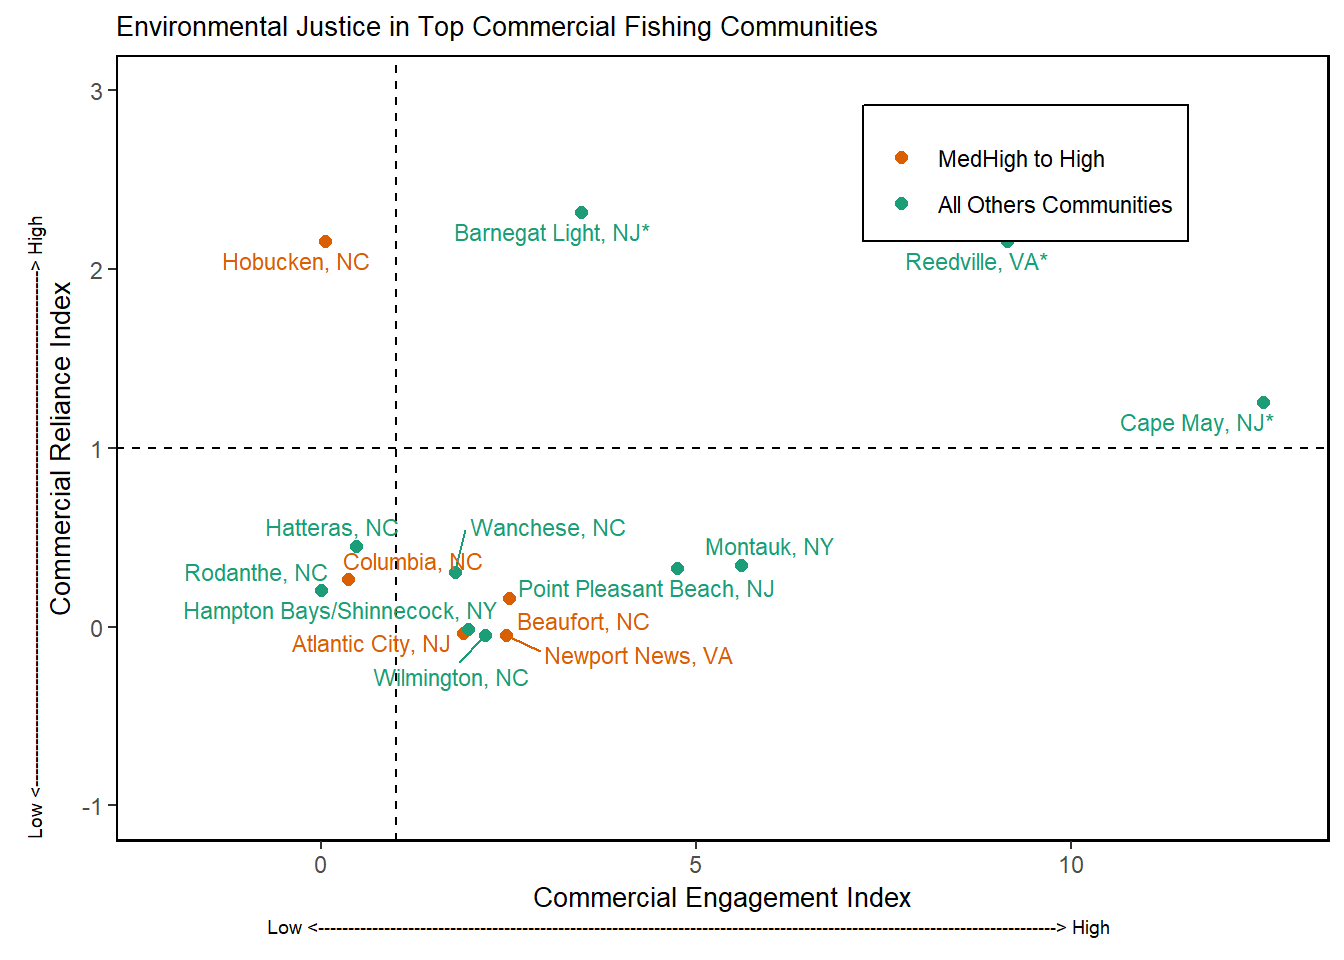 Environmental Justice in Top Commercial Fishing Communities
3
2
1
0
-1
Commercial Reliance Index
Low <-----------------------------------------------------------------------------------------> High
MedHigh to High
All Others Communities
Barnegat Light, NJ*
Hobucken, NC
Reedville, VA*
Cape May, NJ*
Hatteras, NC
Wanchese, NC
Montauk, NY
Columbia, NC
Rodanthe, NC
Point Pleasant Beach, NJ
Hampton Bays/Shinnecock, NY
Beaufort, NC
Atlantic City, NJ
Newport News, VA
Wilmington, NC
0
5
10
Commercial Engagement Index
Low <---------------------------------------------------------------------------------------------------------------------------> High